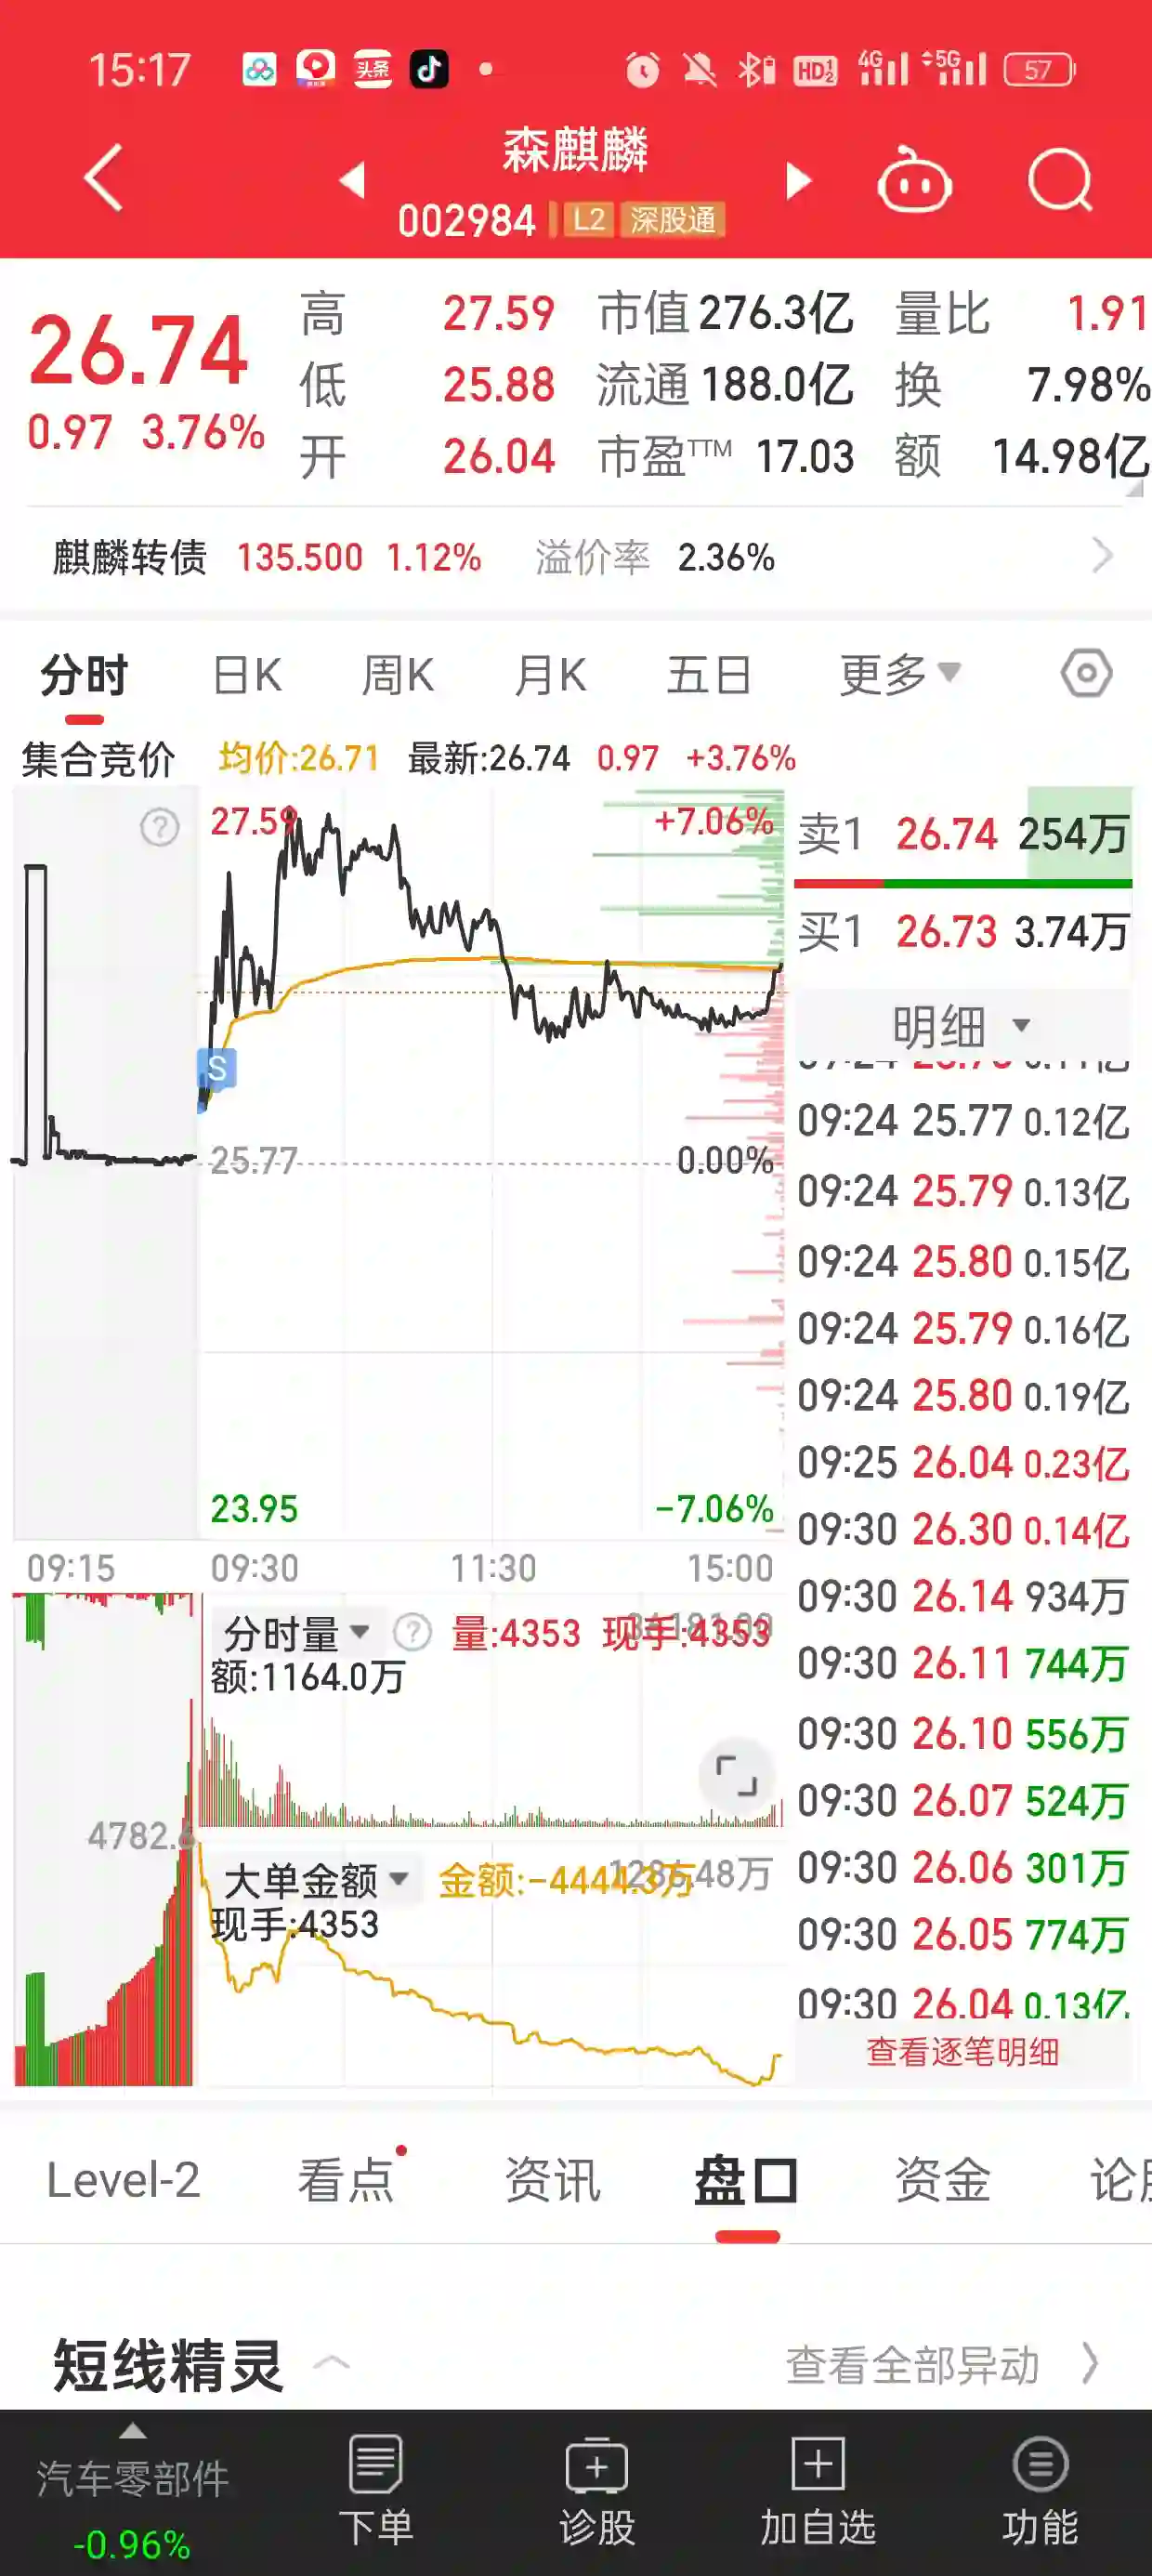 15:17 头条 HD1 2 4G 5G 57
森麒麟
002984 L2 深股通
26.74
0.97 3.76%
高 27.59 市值 276.3亿 量比 1.91
低 25.88 流通 188.0亿 换 7.98%
开 26.04 市盈TTM 17.03 额 14.98亿
麒麟转债 135.500 1.12% 溢价率 2.36%
分时 日K 周K 月K 五日 更多
集合竞价 均价:26.71 最新:26.74 0.97 +3.76%
27.59 +7.06%
卖1 26.74 254万
买1 26.73 3.74万
明细
S
25.77 0.00%
09:24 25.77 0.12亿
09:24 25.79 0.13亿
09:24 25.80 0.15亿
09:24 25.79 0.16亿
09:24 25.80 0.19亿
09:25 26.04 0.23亿
23.95 -7.06%
09:30 26.30 0.14亿
09:15 09:30 11:30 15:00
09:30 26.14 934万
分时量 ? 量:4353 现手:4353
额:1164.0万
09:30 26.11 744万
09:30 26.10 556万
09:30 26.07 524万
4782.6
09:30 26.06 301万
大单金额 金额:-4444.3万
现手:4353
09:30 26.05 774万
09:30 26.04 0.13亿
查看逐笔明细
Level-2 看点 资讯 盘口 资金 论
短线精灵 查看全部异动
汽车零部件
-0.96%
下单 诊股 加自选 功能